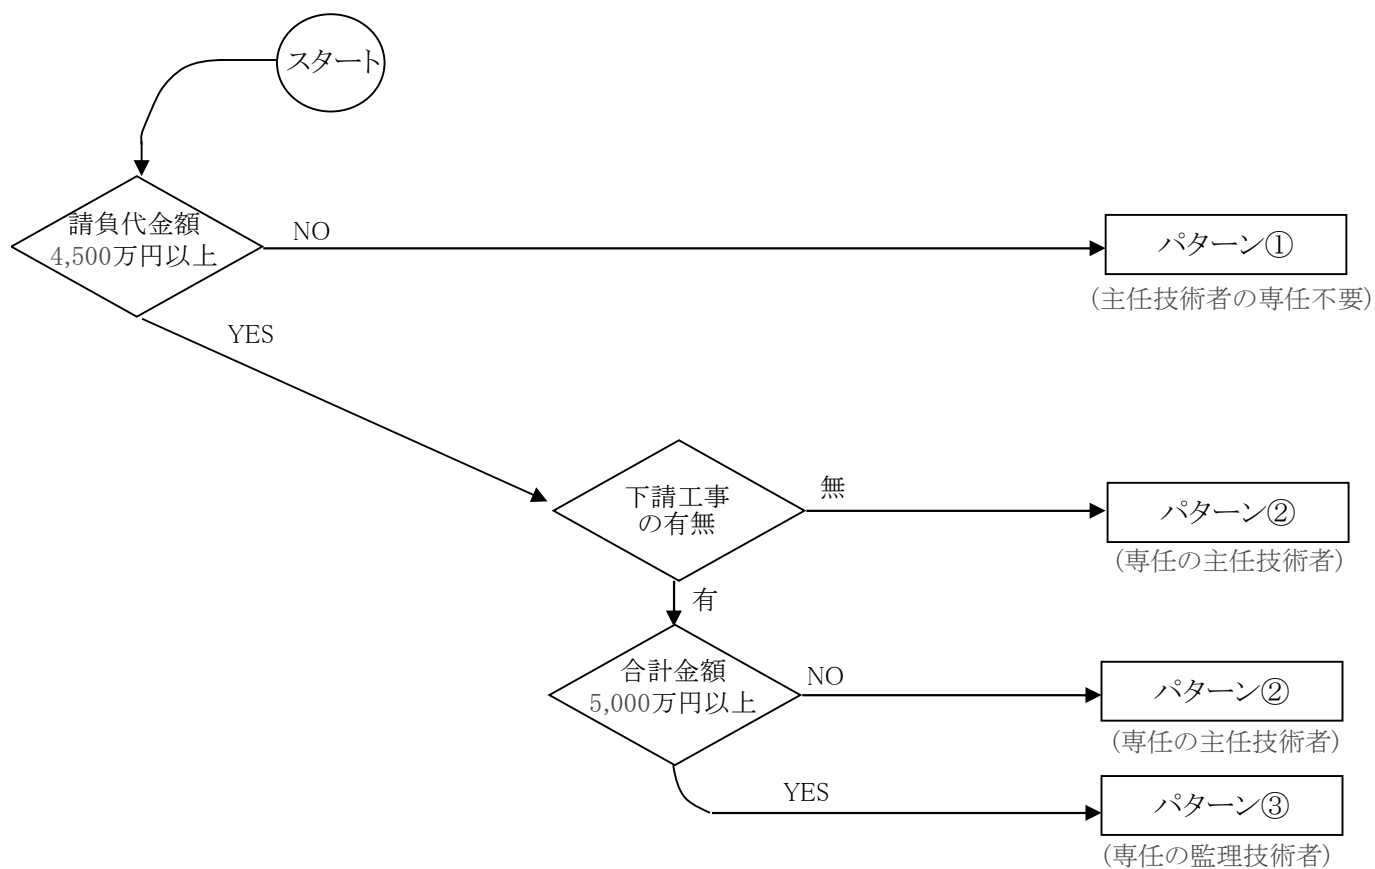 スタート
請負代金額
4,500万円以上
NO
パターン①
（主任技術者の専任不要）
YES
下請工事
の有無
無
パターン②
（専任の主任技術者）
有
合計金額
5,000万円以上
NO
パターン②
（専任の主任技術者）
YES
パターン③
（専任の監理技術者）